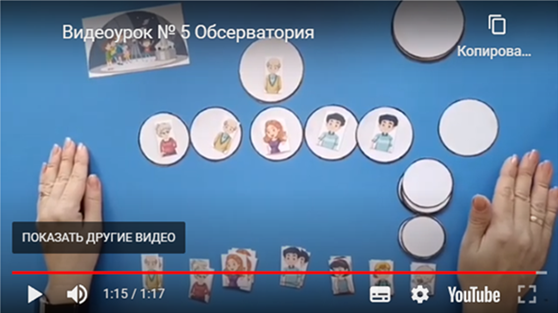 Видеоурок № 5 Обсерватория
Копирова...
ПОКАЗАТЬ ДРУГИЕ ВИДЕО
1:15 / 1:17
YouTube